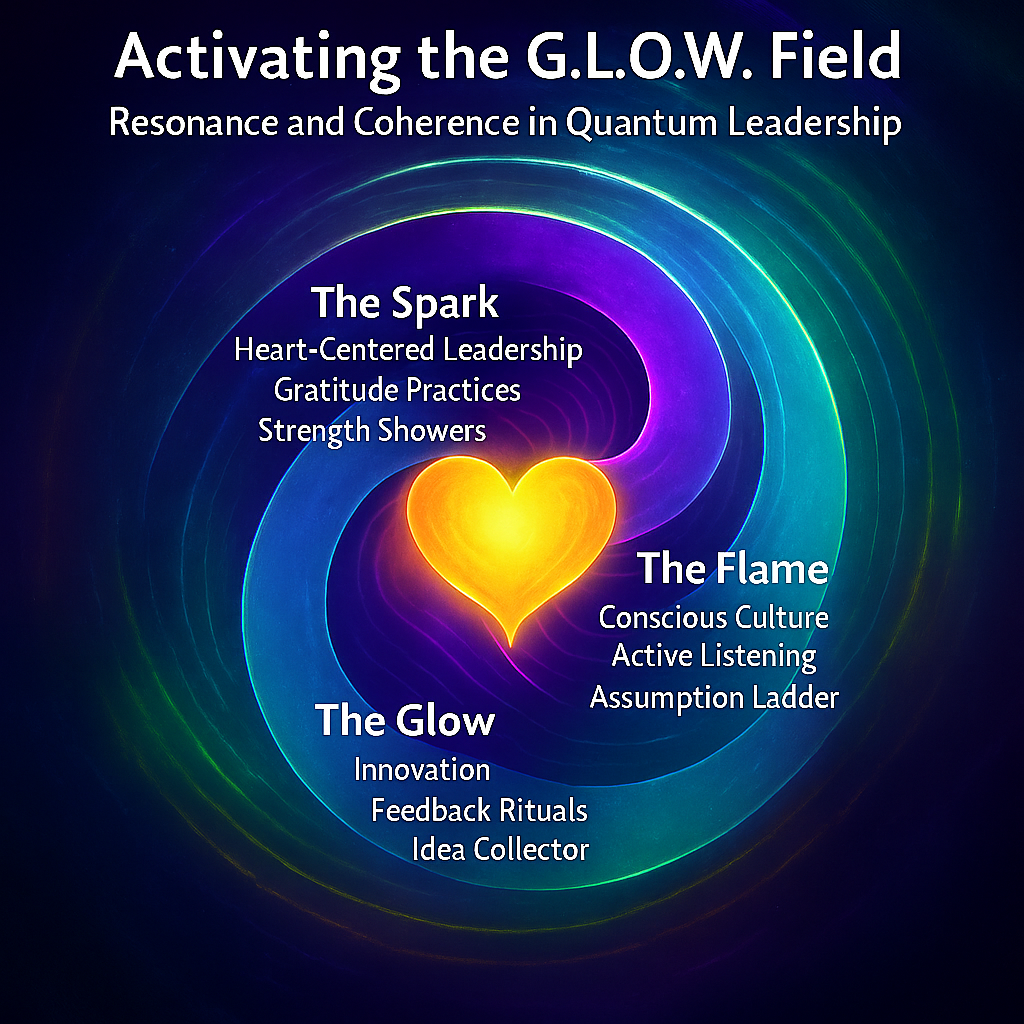 Activating the G.L.O.W. Field
Resonance and Coherence in Quantum Leadership
The Spark
Heart-Centered Leadership
Gratitude Practices
Strength Showers
The Flame
Conscious Culture
Active Listening
Assumption Ladder
The Glow
Innovation
Feedback Rituals
Idea Collector